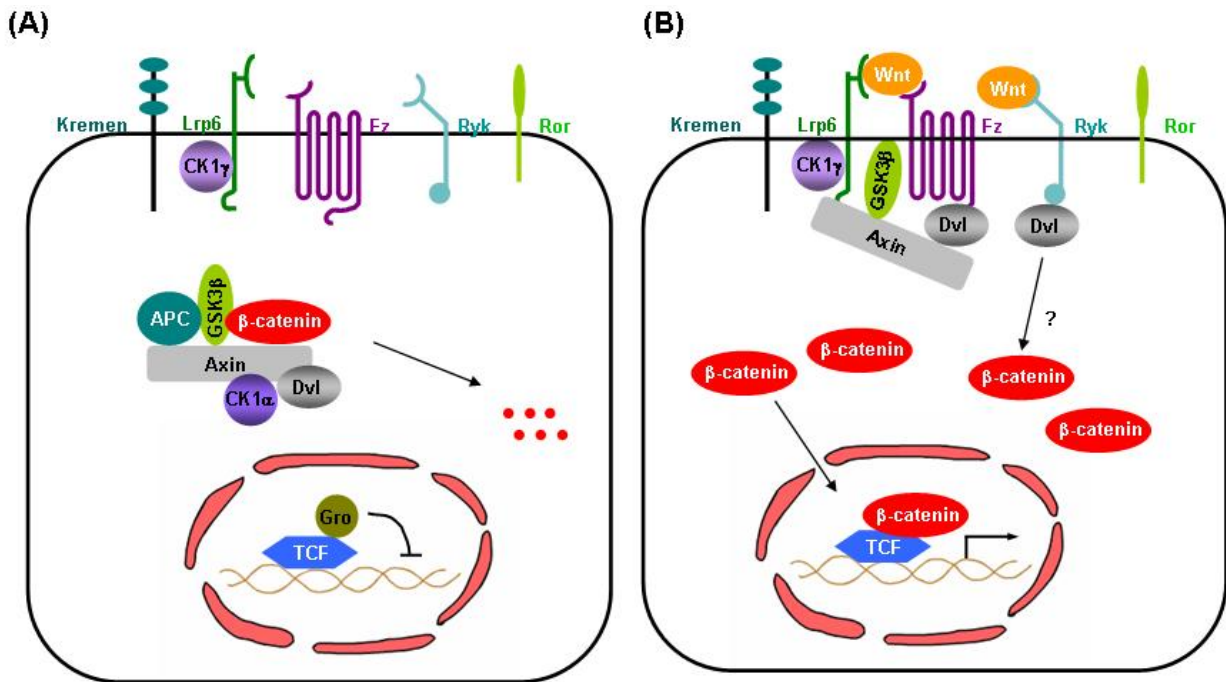 (A)
Kremen
Lrp6
Fz
Ryk
Ror
CK1γ
APC
GSK3β
β-catenin
Axin
CK1α
Dvl
Gro
TCF
(B)
Wnt
Wnt
Kremen
Lrp6
Fz
Ryk
Ror
CK1γ
GSK3β
Axin
Dvl
Dvl
?
β-catenin
β-catenin
β-catenin
β-catenin
β-catenin
TCF